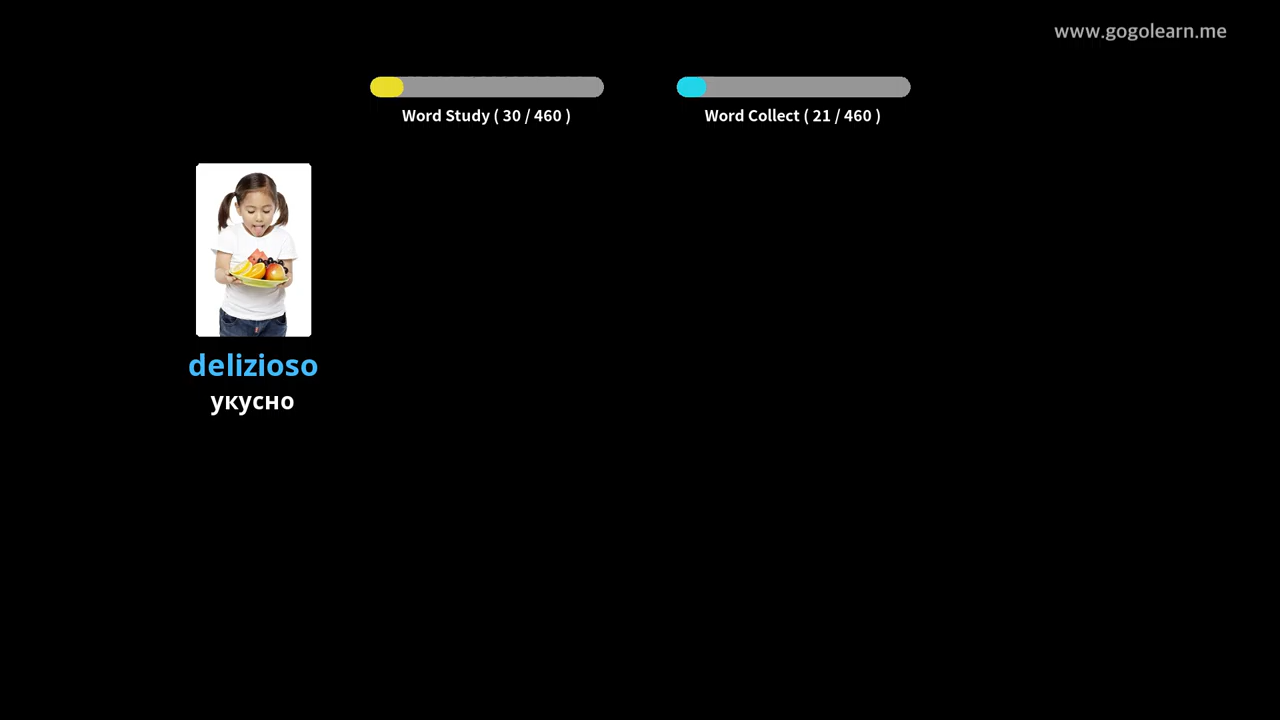 www.gogolearn.me
Word Study ( 30 / 460 )
Word Collect ( 21 / 460 )
delizioso
укусно